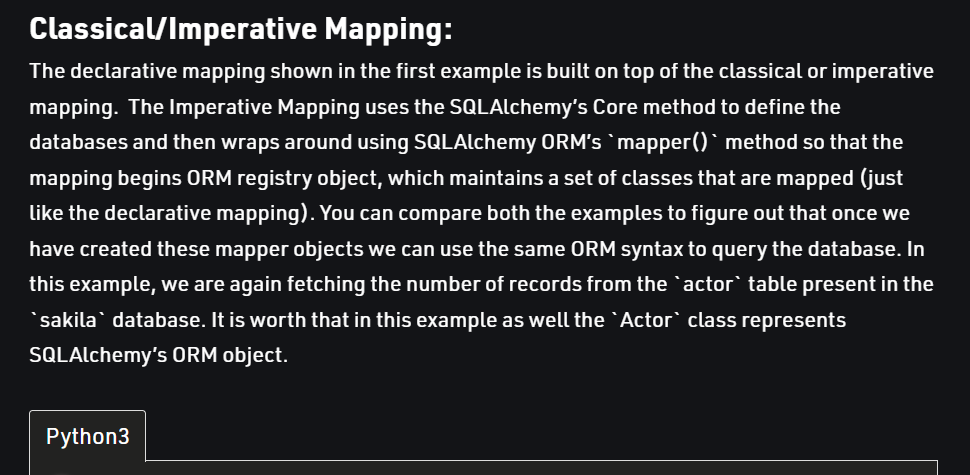 Classical/Imperative Mapping:
The declarative mapping shown in the first example is built on top of the classical or imperative
mapping.  The Imperative Mapping uses the SQLAlchemy’s Core method to define the
databases and then wraps around using SQLAlchemy ORM’s `mapper()` method so that the
mapping begins ORM registry object, which maintains a set of classes that are mapped (just
like the declarative mapping). You can compare both the examples to figure out that once we
have created these mapper objects we can use the same ORM syntax to query the database. In
this example, we are again fetching the number of records from the `actor` table present in the
`sakila` database. It is worth that in this example as well the `Actor` class represents
SQLAlchemy’s ORM object.
Python3